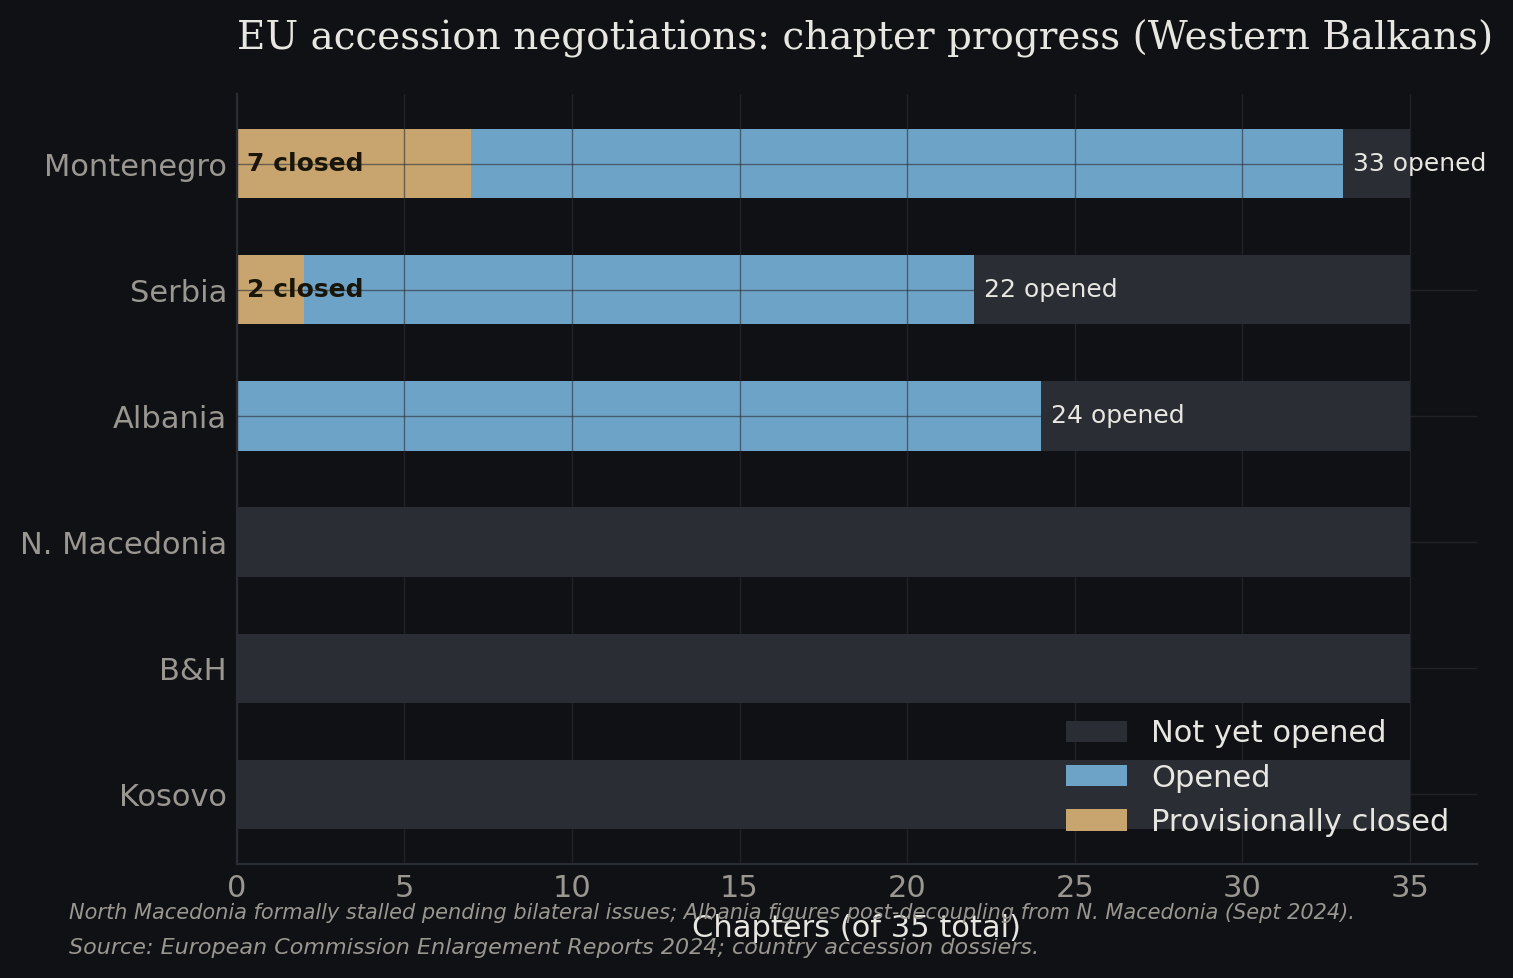 EU accession negotiations: chapter progress (Western Balkans)
Montenegro
7 closed
33 opened
Serbia
2 closed
22 opened
Albania
24 opened
N. Macedonia
B&H
Kosovo
Not yet opened
Opened
Provisionally closed
0 5 10 15 20 25 30 35
North Macedonia formally stalled pending bilateral issues; Albania figures post-decoupling from N. Macedonia (Sept 2024).
Chapters (of 35 total)
Source: European Commission Enlargement Reports 2024; country accession dossiers.